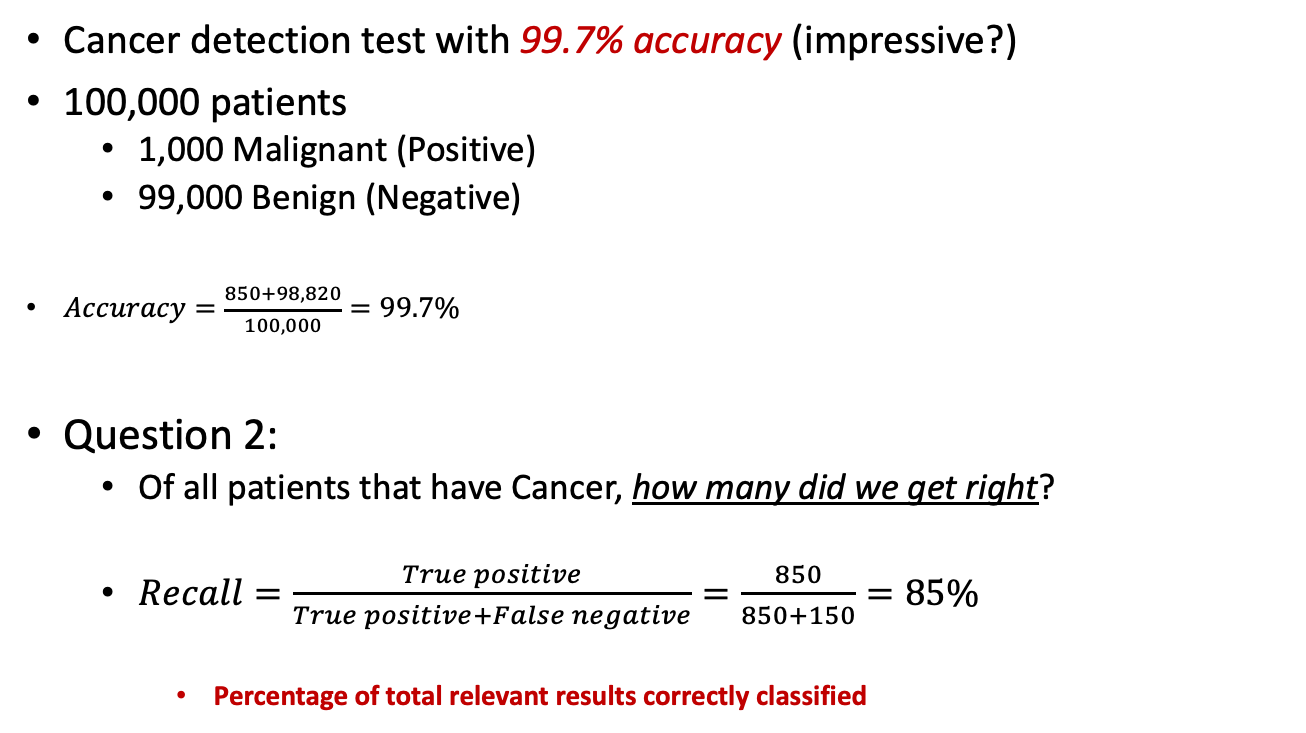 • Cancer detection test with 99.7% accuracy (impressive?)
• 100,000 patients
• 1,000 Malignant (Positive)
• 99,000 Benign (Negative)
• Accuracy = \frac{850+98,820}{100,000} = 99.7%
• Question 2:
• Of all patients that have Cancer, how many did we get right?
• Recall = \frac{True positive}{True positive+False negative} = \frac{850}{850+150} = 85%
• Percentage of total relevant results correctly classified